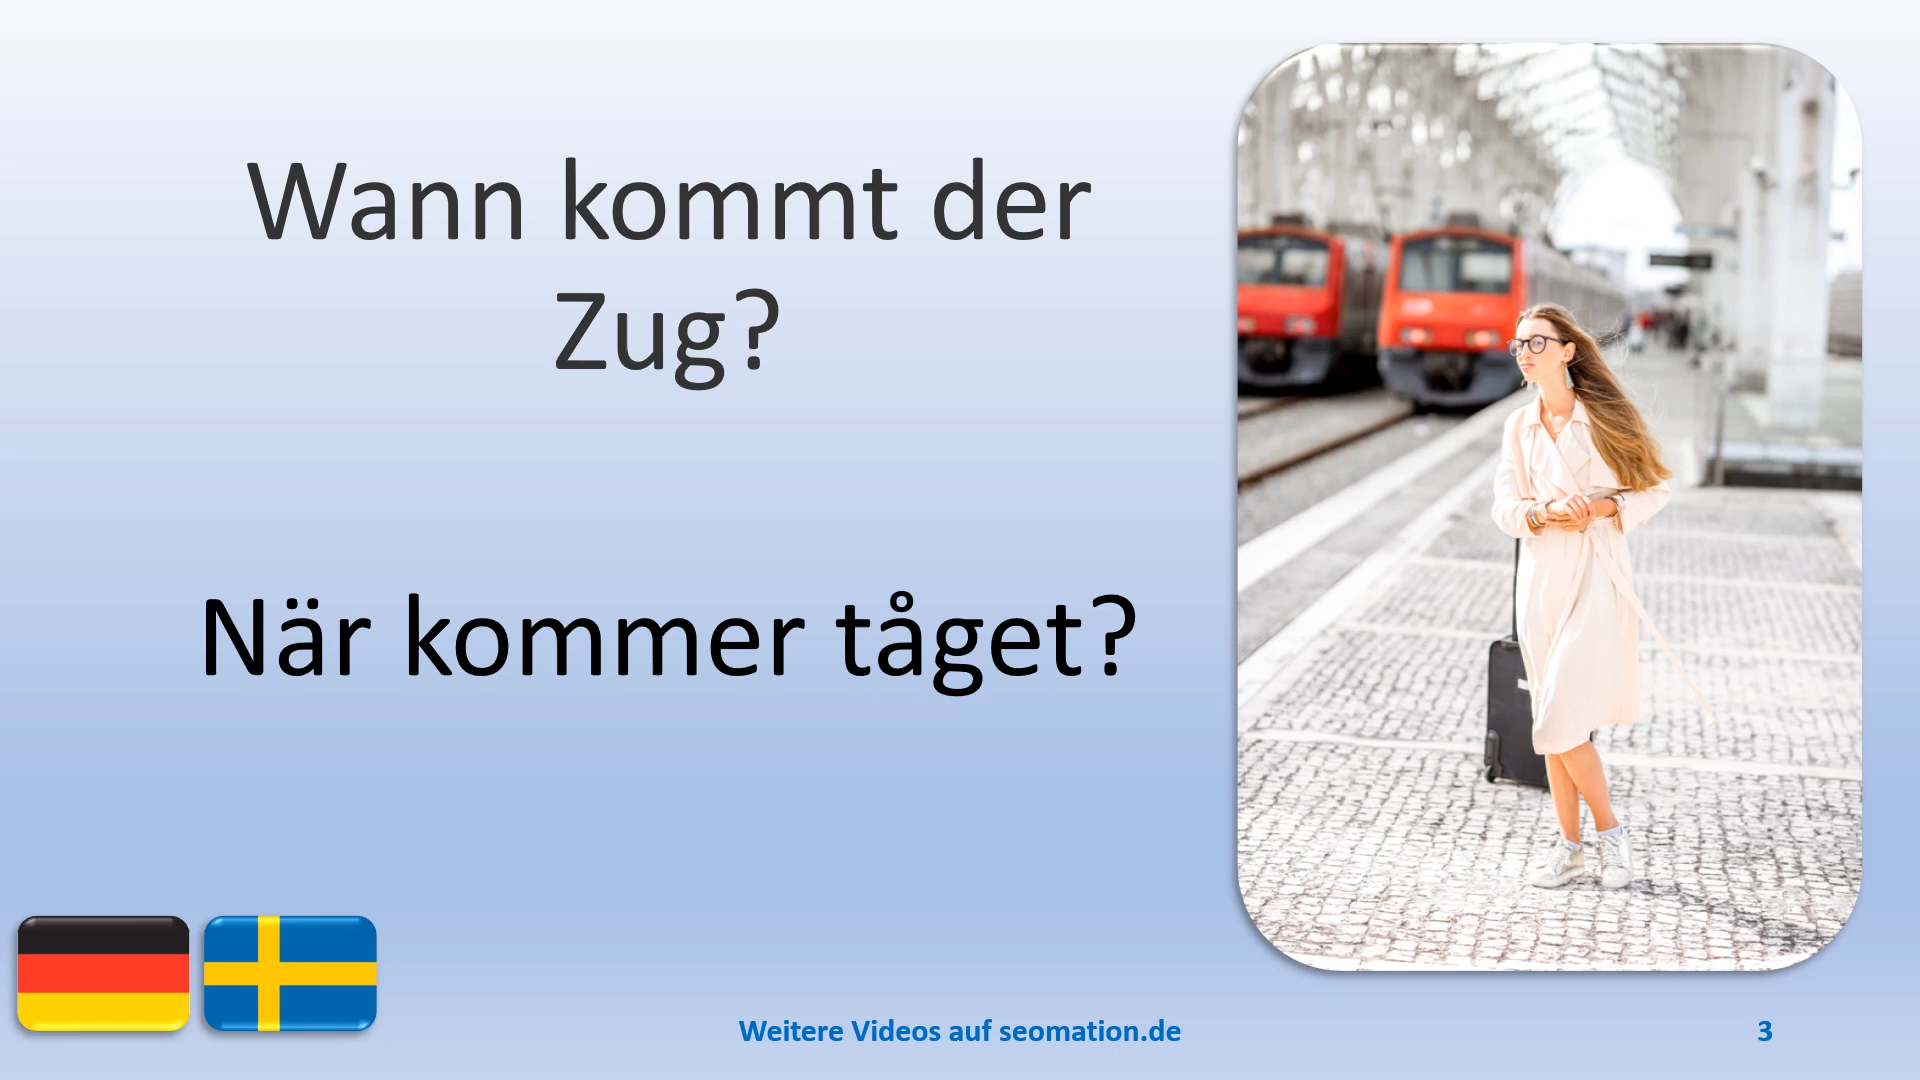 Wann kommt der
Zug?
När kommer tåget?
Weitere Videos auf seomation.de
3